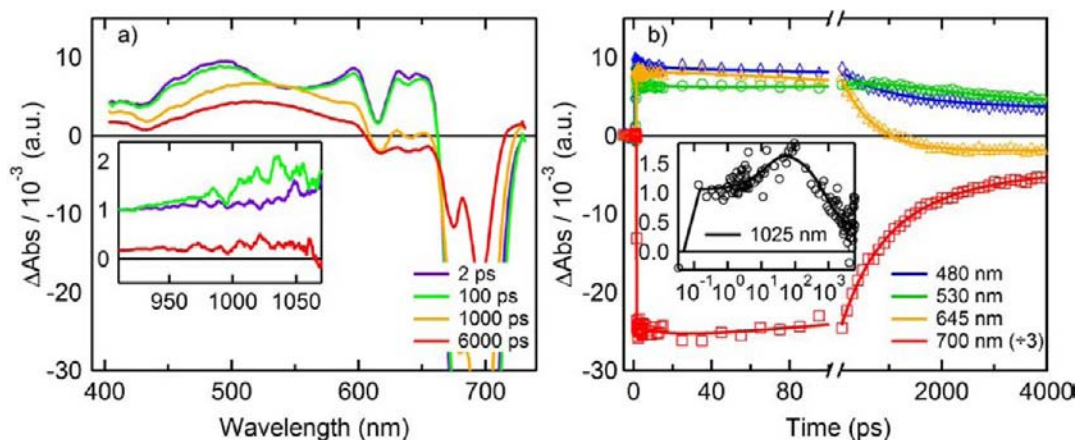 a)
ΔAbs / 10⁻³ (a.u.)
10
0
-10
-20
-30
2
1
0
950 1000 1050
2 ps
100 ps
1000 ps
6000 ps
400 500 600 700
Wavelength (nm)
b)
ΔAbs / 10⁻³ (a.u.)
10
0
-10
-20
-30
1.5
1.0
0.5
0.0
1025 nm
10⁻¹ 10⁰ 10¹ 10² 10³
480 nm
530 nm
645 nm
700 nm (÷3)
0 40 80 2000 4000
Time (ps)